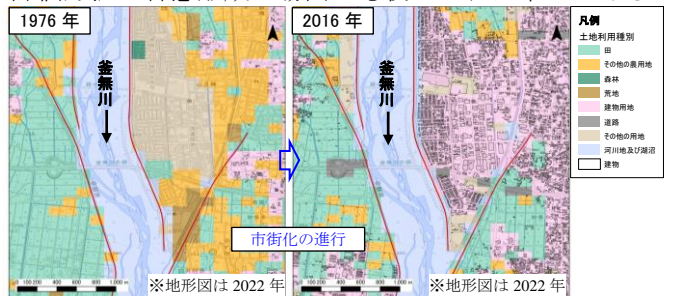 1976 年
釜無川
※地形図は 2022 年
市街化の進行
2016 年
釜無川
※地形図は 2022 年
凡例
土地利用種別
田
その他の農用地
森林
荒地
建物用地
道路
その他の用地
河川地及び湖沼
建物